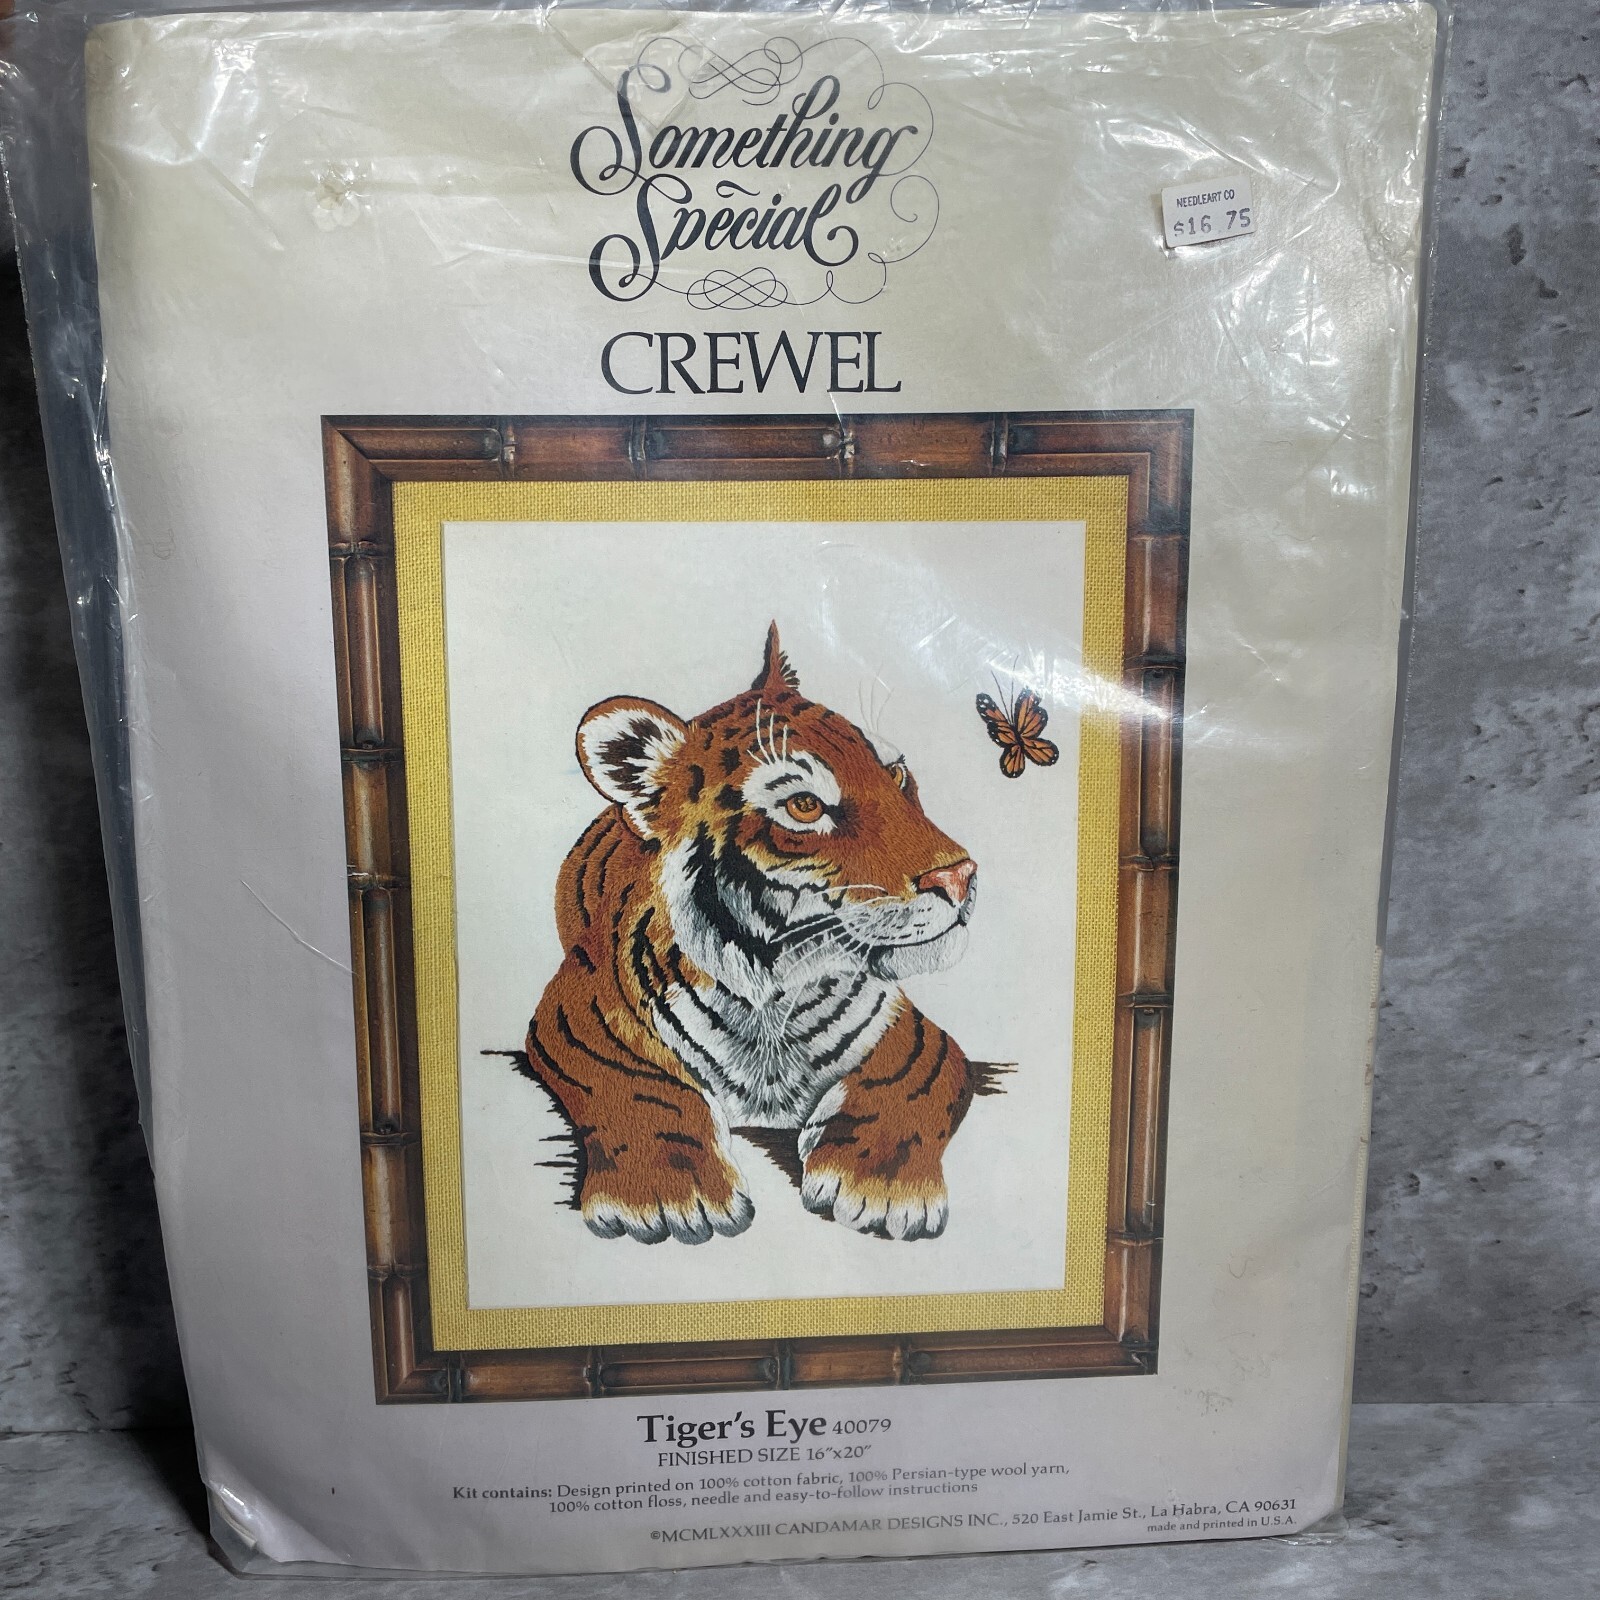 Something
Special
NEEDLEART CO
$16.75
CREWEL
Tiger's Eye 40079
FINISHED SIZE 16"x20"
Kit contains: Design printed on 100% cotton fabric, 100% Persian-type wool yarn,
100% cotton floss, needle and easy-to-follow instructions
©MCMLXXXIII CANDAMAR DESIGNS INC., 520 East Jamie St., La Habra, CA 90631
made and printed in U.S.A.